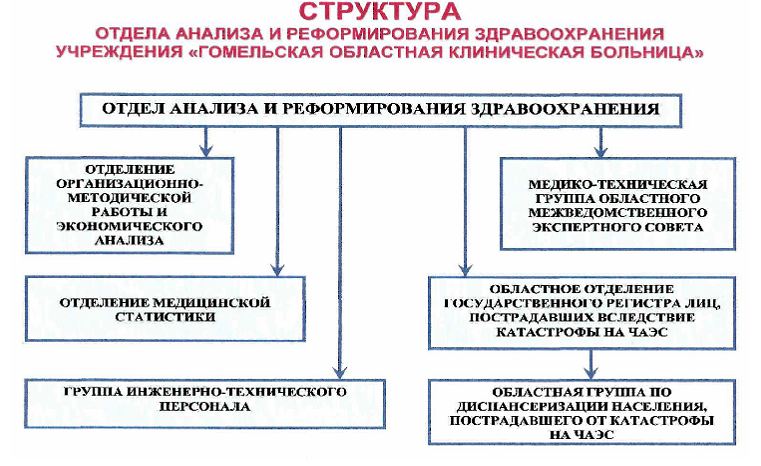 СТРУКТУРА
ОТДЕЛА АНАЛИЗА И РЕФОРМИРОВАНИЯ ЗДРАВООХРАНЕНИЯ
УЧРЕЖДЕНИЯ «ГОМЕЛЬСКАЯ ОБЛАСТНАЯ КЛИНИЧЕСКАЯ БОЛЬНИЦА»
ОТДЕЛ АНАЛИЗА И РЕФОРМИРОВАНИЯ ЗДРАВООХРАНЕНИЯ
ОТДЕЛЕНИЕ
ОРГАНИЗАЦИОННО-
МЕТОДИЧЕСКОЙ
РАБОТЫ И
ЭКОНОМИЧЕСКОГО
АНАЛИЗА
МЕДИКО-ТЕХНИЧЕСКАЯ
ГРУППА ОБЛАСТНОГО
МЕЖВЕДОМСТВЕННОГО
ЭКСПЕРТНОГО СОВЕТА
ОТДЕЛЕНИЕ МЕДИЦИНСКОЙ
СТАТИСТИКИ
ОБЛАСТНОЕ ОТДЕЛЕНИЕ
ГОСУДАРСТВЕННОГО РЕГИСТРА ЛИЦ,
ПОСТРАДАВШИХ ВСЛЕДСТВИЕ
КАТАСТРОФЫ НА ЧАЭС
ГРУППА ИНЖЕНЕРНО-ТЕХНИЧЕСКОГО
ПЕРСОНАЛА
ОБЛАСТНАЯ ГРУППА ПО
ДИСПАНСЕРИЗАЦИИ НАСЕЛЕНИЯ,
ПОСТРАДАВШЕГО ОТ КАТАСТРОФЫ
НА ЧАЭС